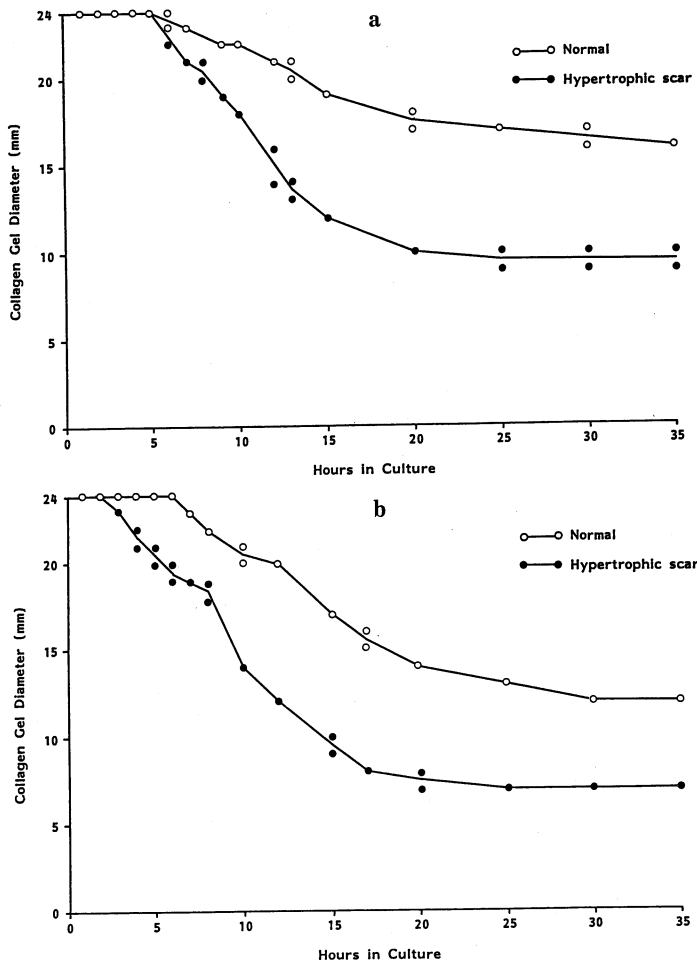 a
24
20
15
10
5
0
Collagen Gel Diameter (mm)
Normal
Hypertrophic scar
0 5 10 15 20 25 30 35
Hours in Culture
b
24
20
15
10
5
0
Collagen Gel Diameter (mm)
Normal
Hypertrophic scar
0 5 10 15 20 25 30 35
Hours in Culture